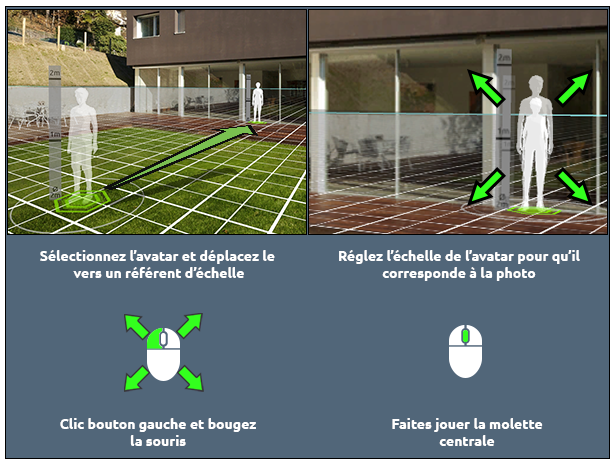 2m
1m
0
2m
1m
0
Sélectionnez l'avatar et déplacez le
vers un référent d'échelle
Réglez l'échelle de l'avatar pour qu'il
corresponde à la photo
Clic bouton gauche et bougez
la souris
Faites jouer la molette
centrale